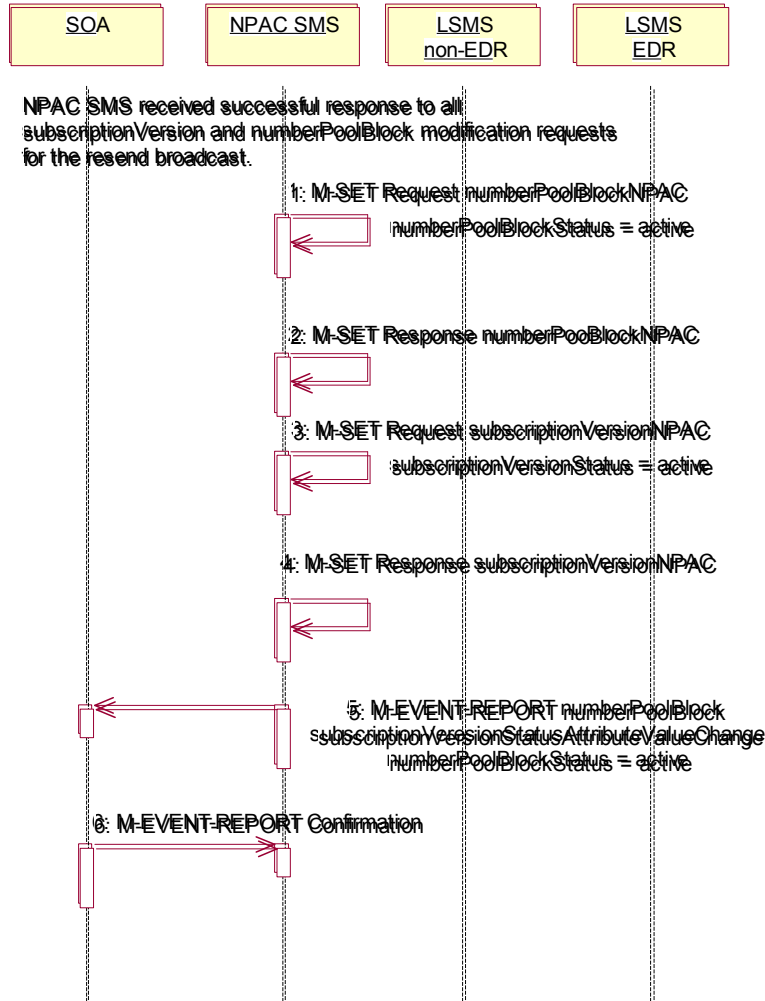 SOA
NPAC SMS
LSMS
non-EDR
LSMS
EDR
NPAC SMS received successful response to all
subscriptionVersion and numberPoolBlock modification requests
for the resend broadcast.
1: M-SET Request numberPoolBlockNPAC
numberPoolBlockStatus = active
2: M-SET Response numberPooBlockNPAC
3: M-SET Request subscriptionVersionNPAC
subscriptionVersionStatus = active
4: M-SET Response subscriptionVersionNPAC
5: M-EVENT-REPORT numberPoolBlock
subscriptionVersionStatusAttributeValueChange
numberPoolBlockStatus = active
6: M-EVENT-REPORT Confirmation